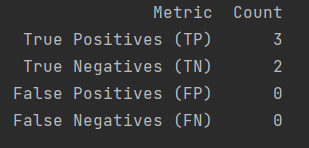 Metric Count
True Positives (TP) 3
True Negatives (TN) 2
False Positives (FP) 0
False Negatives (FN) 0